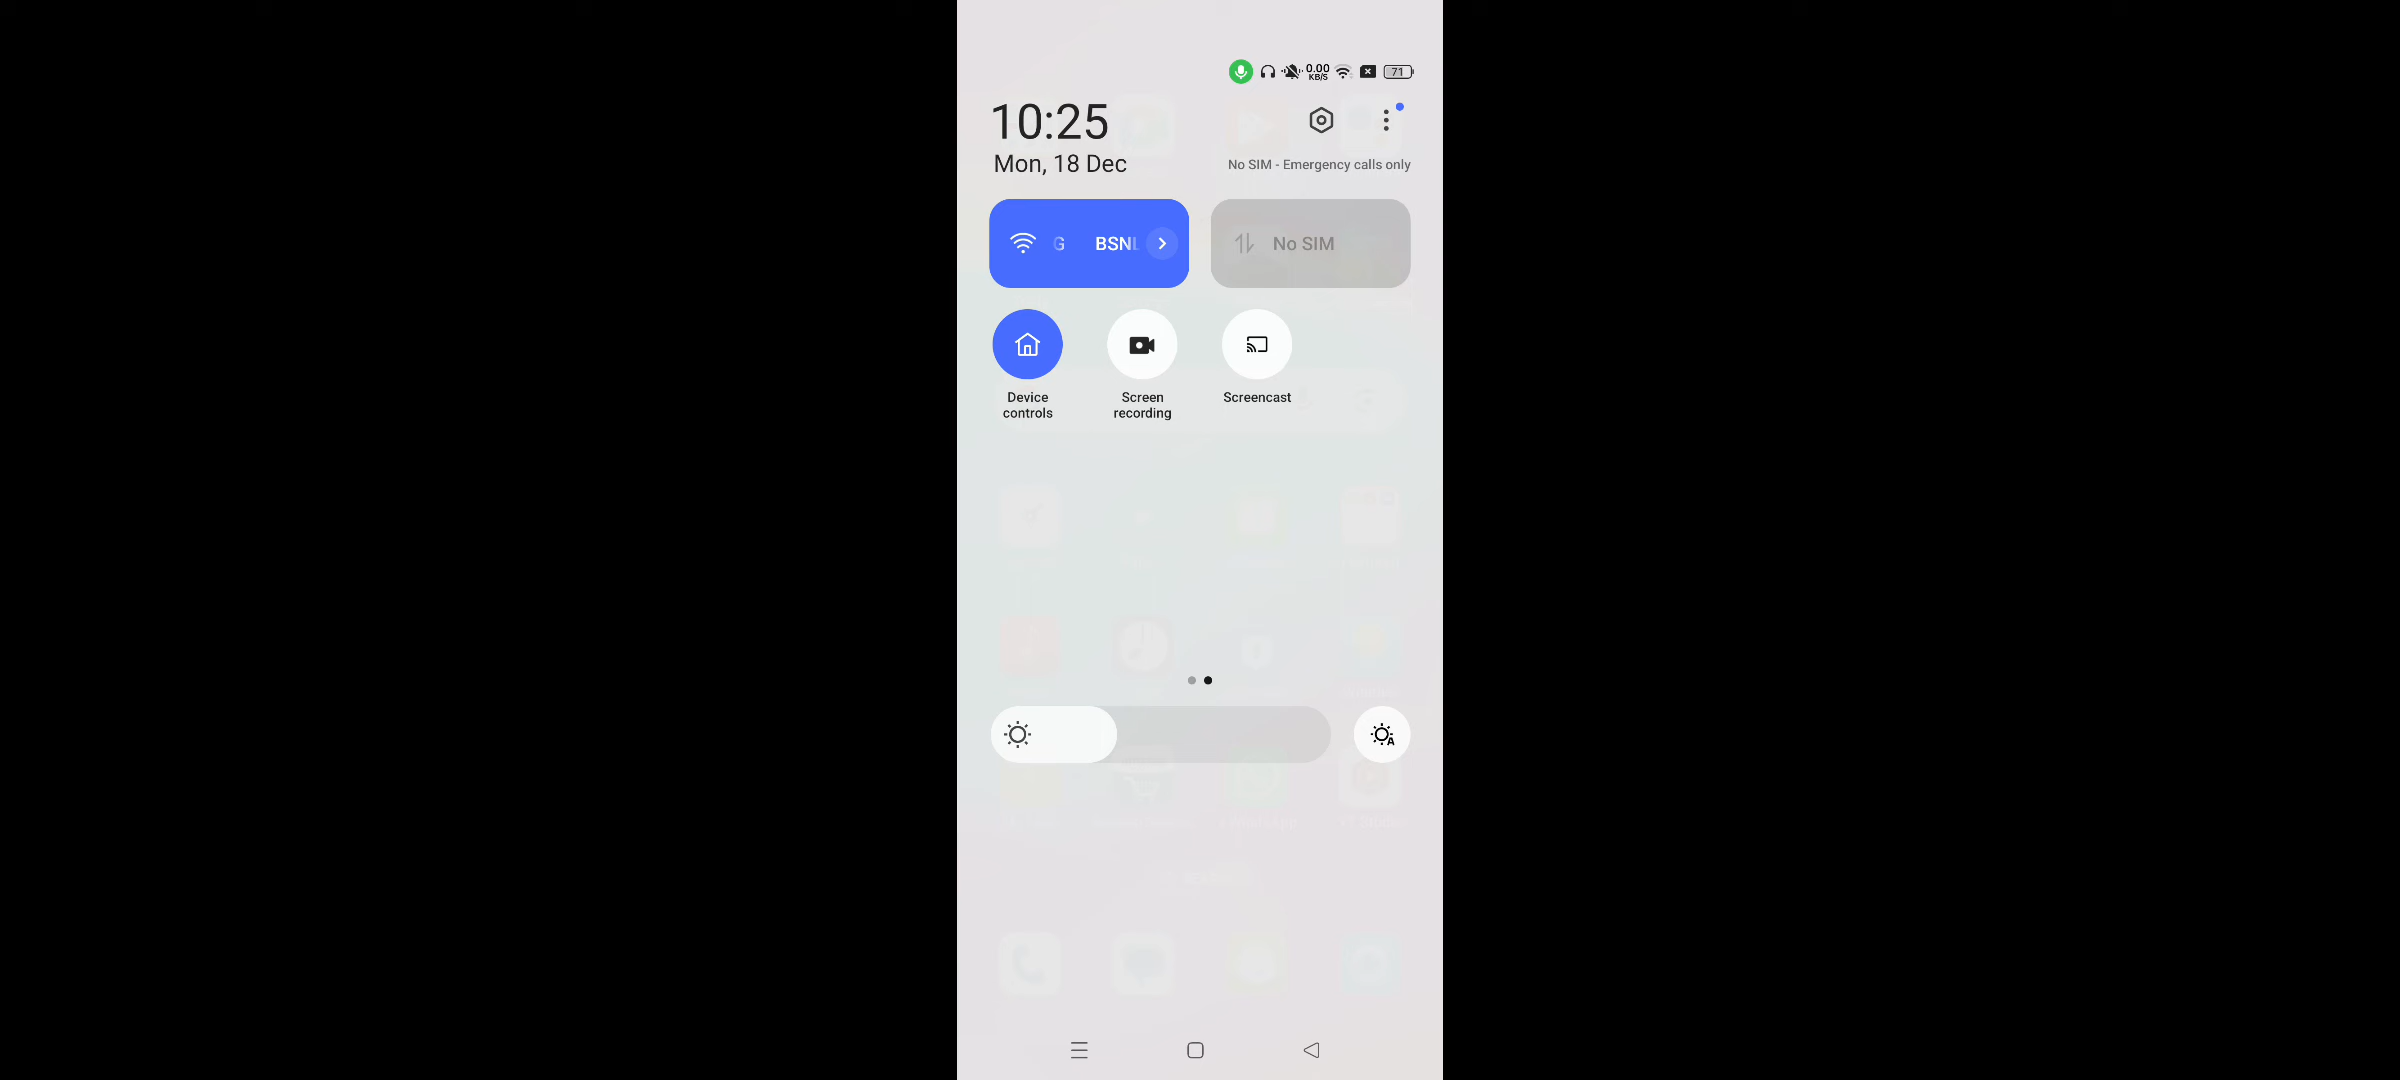 0.00
KB/S
71
10:25
Mon, 18 Dec
No SIM - Emergency calls only
G BSNL
No SIM
Device
controls
Screen
recording
Screencast
A